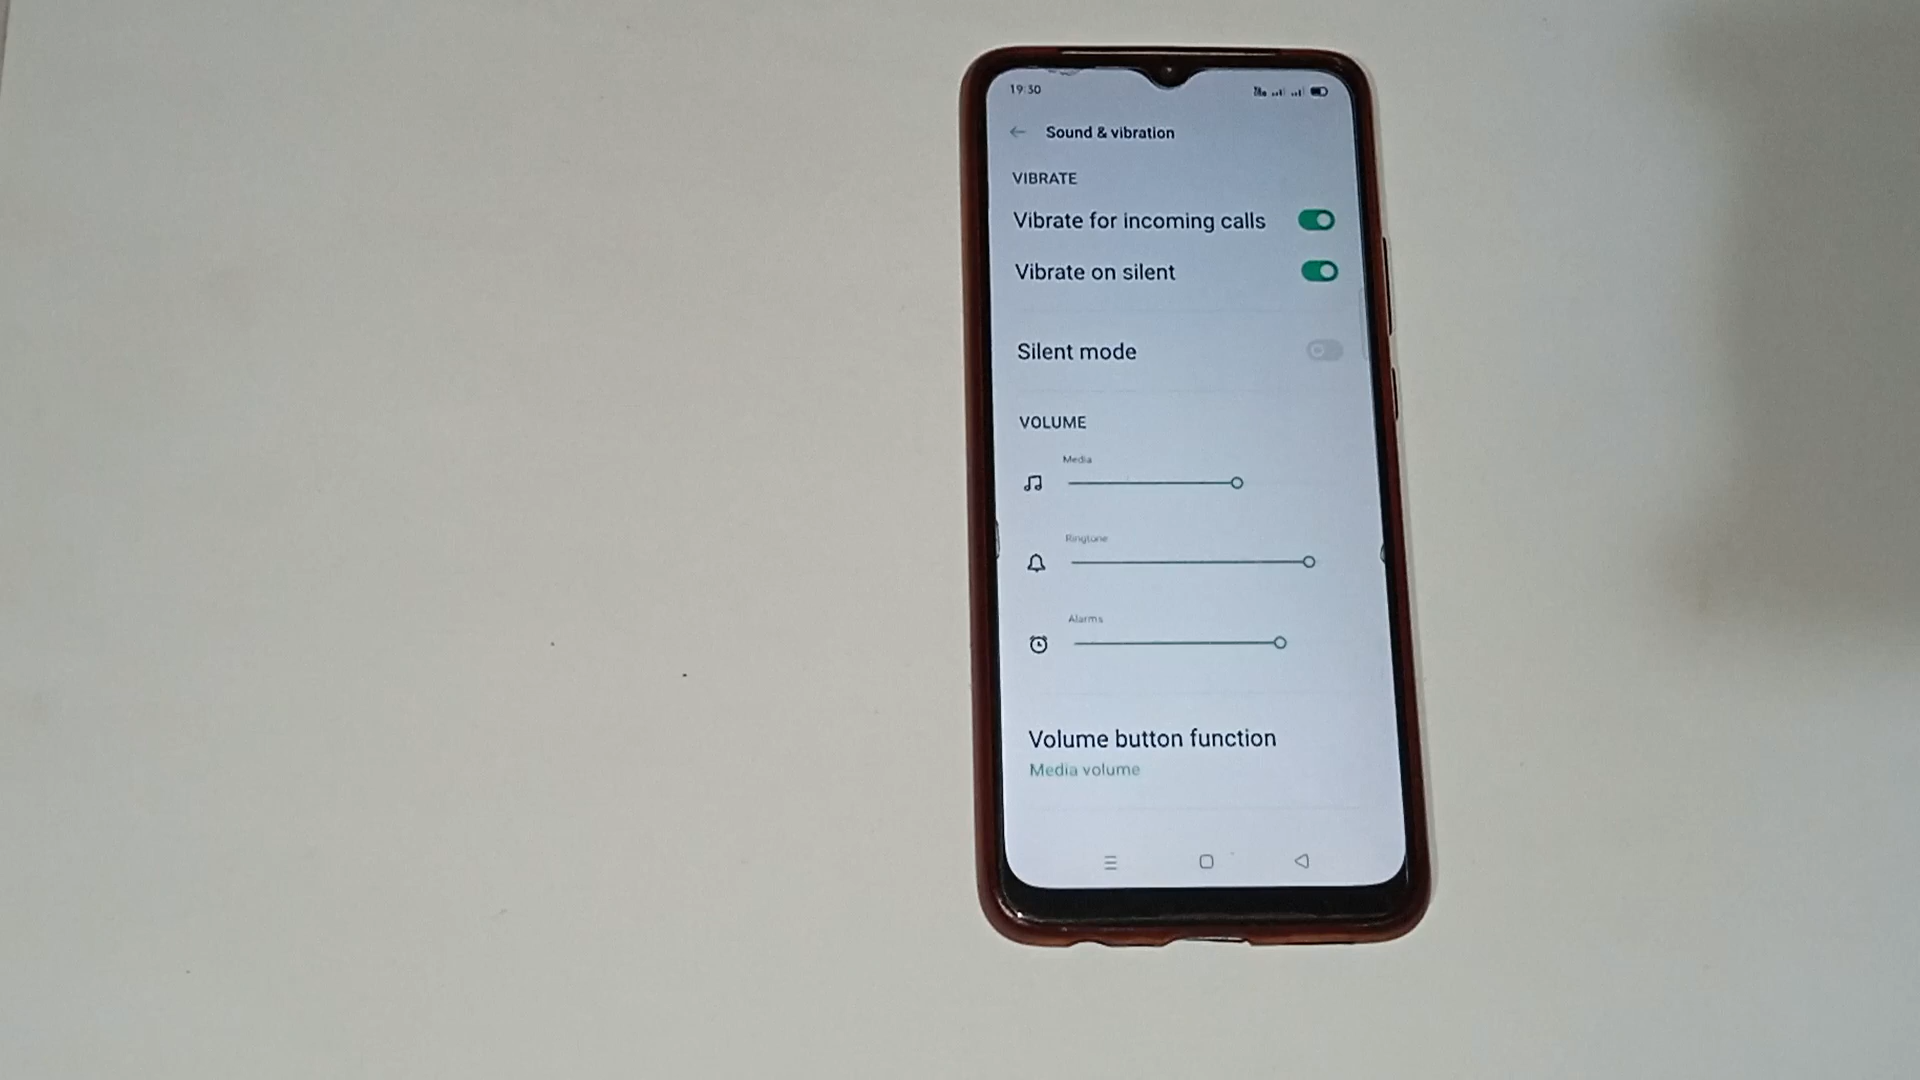 19:30
Sound & vibration
VIBRATE
Vibrate for incoming calls
Vibrate on silent
Silent mode
VOLUME
Media
Ringtone
Alarms
Volume button function
Media volume